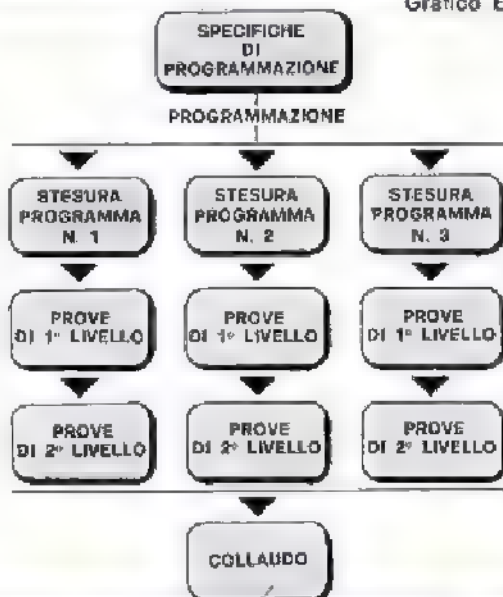 Grafico E
SPECIFICHE
DI
PROGRAMMAZIONE
PROGRAMMAZIONE
STESURA
PROGRAMMA
N. 1
STESURA
PROGRAMMA
N. 2
STESURA
PROGRAMMA
N. 3
PROVE
DI 1° LIVELLO
PROVE
DI 1° LIVELLO
PROVE
DI 1° LIVELLO
PROVE
DI 2° LIVELLO
PROVE
DI 2° LIVELLO
PROVE
DI 2° LIVELLO
COLLAUDO